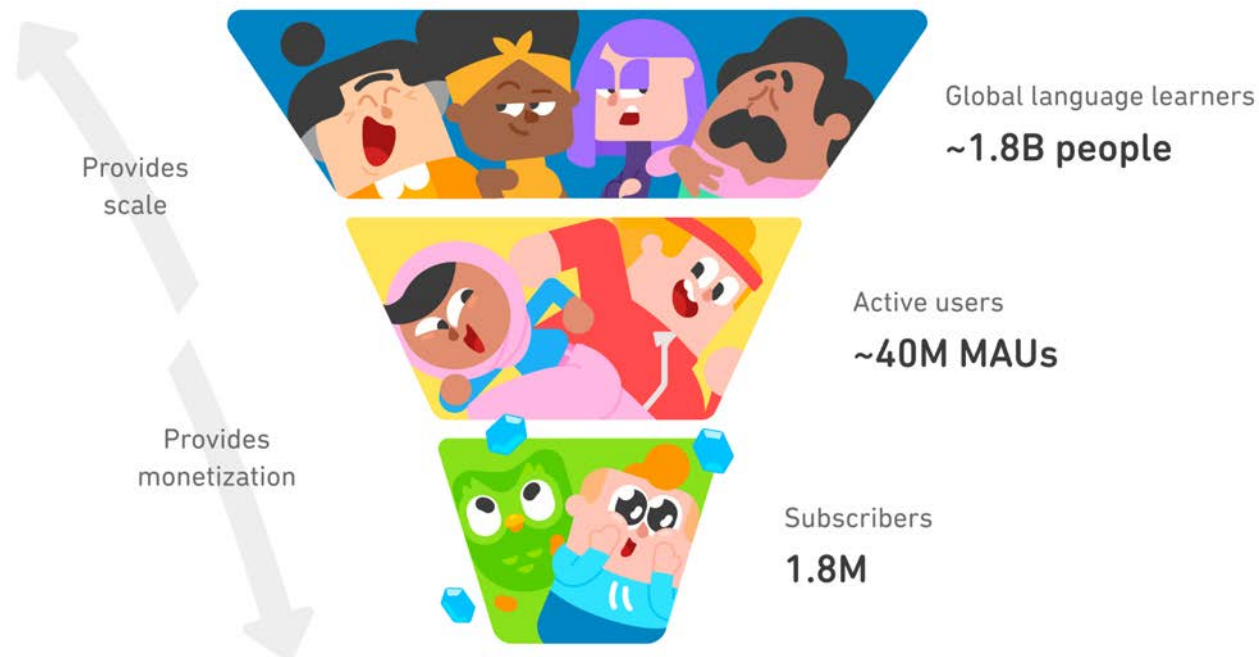 Provides
scale
Provides
monetization
Global language learners
~1.8B people
Active users
~40M MAUs
Subscribers
1.8M